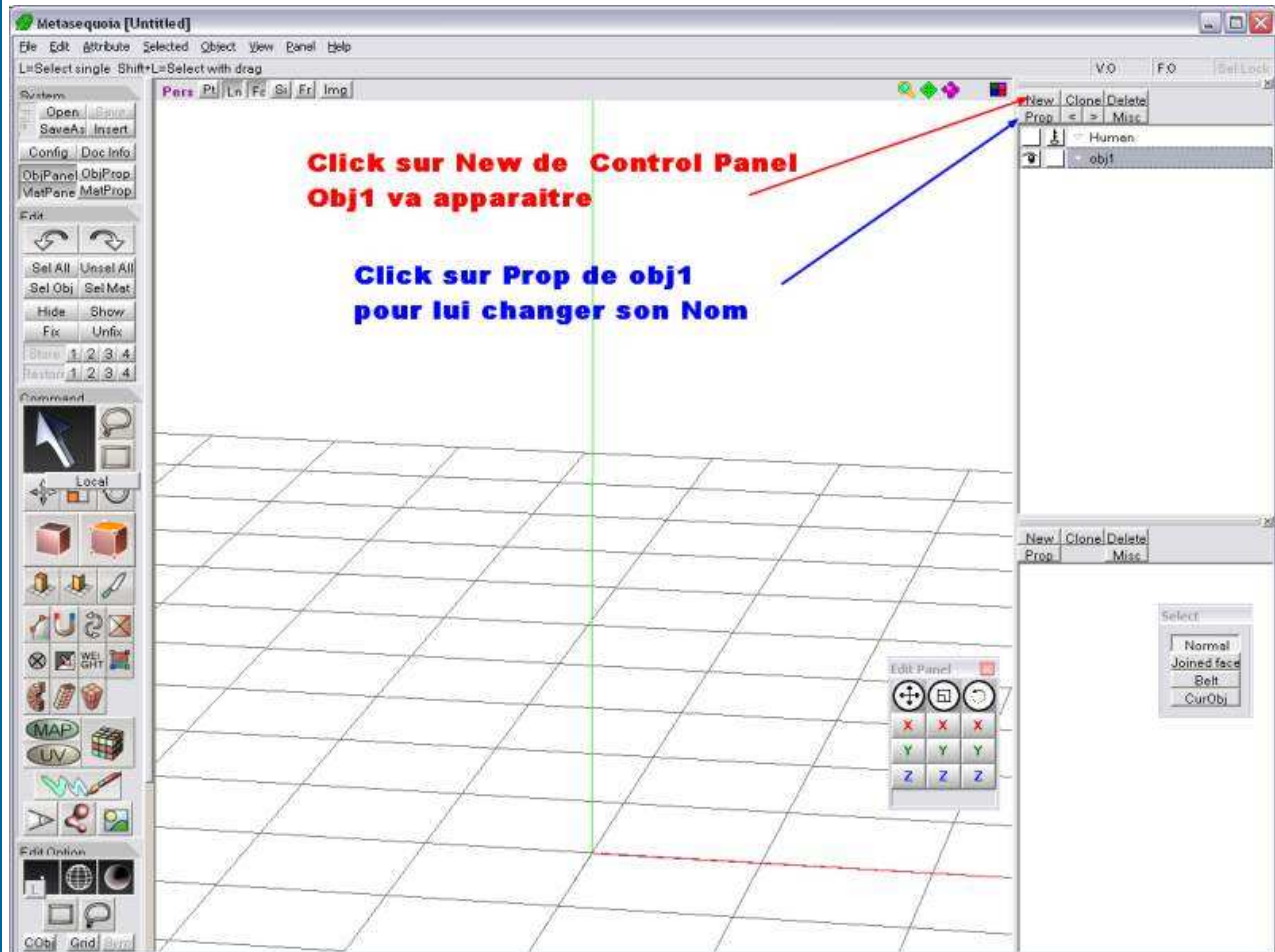 Metasequoia [Untitled]
File Edit Attribute Selected Object View Panel Help
L=Select single Shift+L=Select with drag
V:0 F:0 Sel Lock
System
Open Save
SaveAs Insert
Config Doc Info
ObjPanel ObjProp
MatPane MatProp
Edit
Sel All Unsel All
Sel Obj Sel Mat
Hide Show
Fix Unfix
Store 1 2 3 4
Restore 1 2 3 4
Command
Local
WEI
GHT
MAP
UV
Edit Option
L
CObj Grid Sym
Pers Pt Ln Fc Si Fr Img
Click sur New de Control Panel
Obj1 va apparaitre
Click sur Prop de obj1
pour lui changer son Nom
New Clone Delete
Prop < > Misc
Human
obj1
New Clone Delete
Prop Misc
Select
Normal
Joined face
Belt
CurObj
Edit Panel
X X X
Y Y Y
Z Z Z